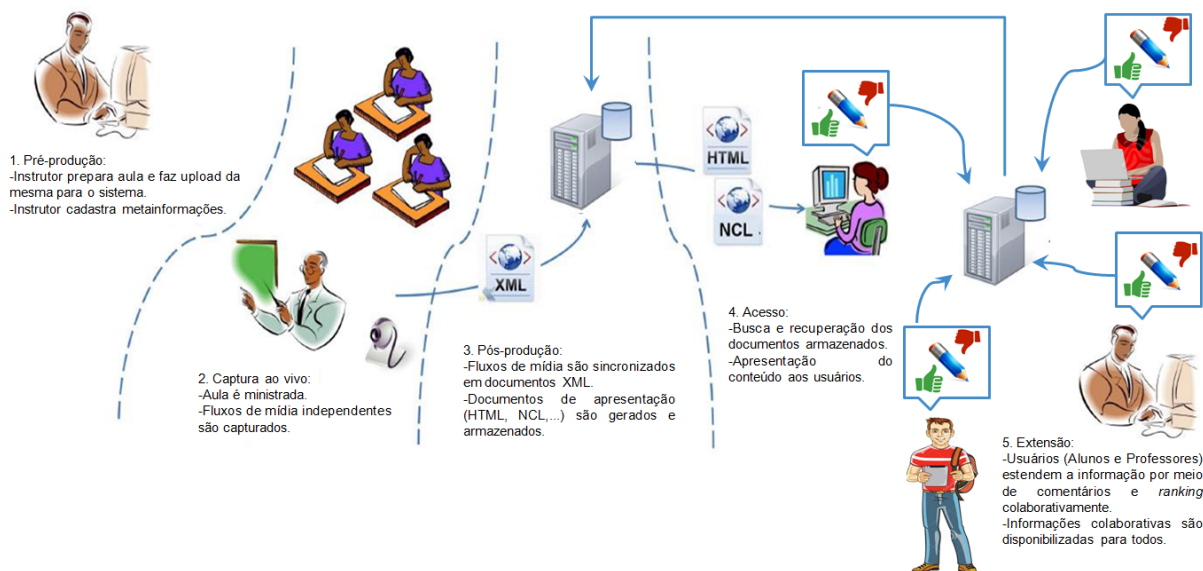 1. Pré-produção:
-Instrutor prepara aula e faz upload da
mesma para o sistema.
-Instrutor cadastra metainformações.
2. Captura ao vivo:
-Aula é ministrada.
-Fluxos de mídia independentes
são capturados.
XML
3. Pós-produção:
-Fluxos de mídia são sincronizados
em documentos XML.
-Documentos de apresentação
(HTML, NCL,...) são gerados e
armazenados.
HTML
NCL
4. Acesso:
-Busca e recuperação dos
documentos armazenados.
-Apresentação do
conteúdo aos usuários.
5. Extensão:
-Usuários (Alunos e Professores)
estendem a informação por meio
de comentários e ranking
colaborativamente.
-Informações colaborativas são
disponibilizadas para todos.